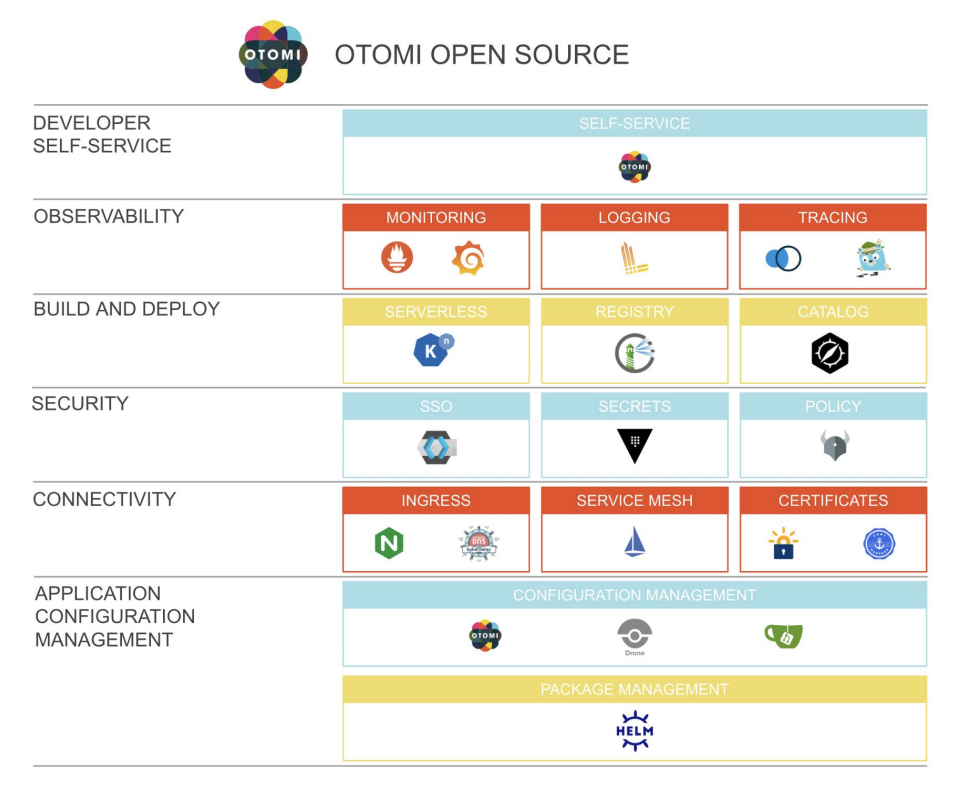 OTOMI
OTOMI OPEN SOURCE
DEVELOPER
SELF-SERVICE
SELF-SERVICE
OTOMI
OBSERVABILITY
MONITORING
LOGGING
TRACING
BUILD AND DEPLOY
SERVERLESS
REGISTRY
CATALOG
K
n
SECURITY
SSO
SECRETS
POLICY
CONNECTIVITY
INGRESS
SERVICE MESH
CERTIFICATES
N
DNS
kubernetes
APPLICATION
CONFIGURATION
MANAGEMENT
CONFIGURATION MANAGEMENT
OTOMI
Drone
PACKAGE MANAGEMENT
HELM